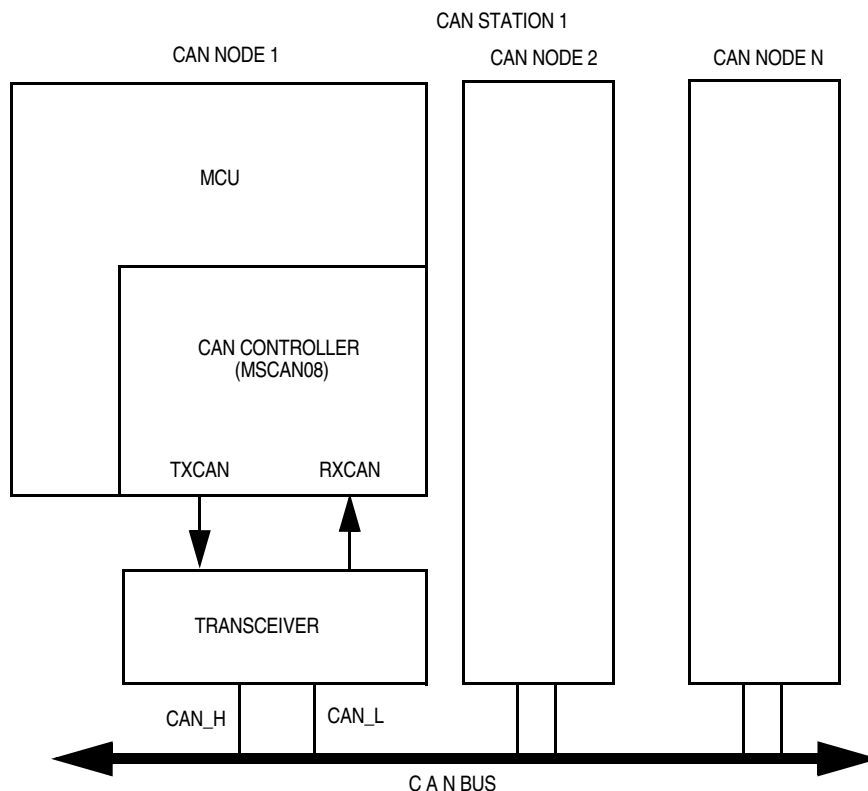 CAN STATION 1
CAN NODE 1
CAN NODE 2
CAN NODE N
MCU
CAN CONTROLLER
(MSCAN08)
TXCAN
RXCAN
TRANSCEIVER
CAN_H
CAN_L
C A N BUS